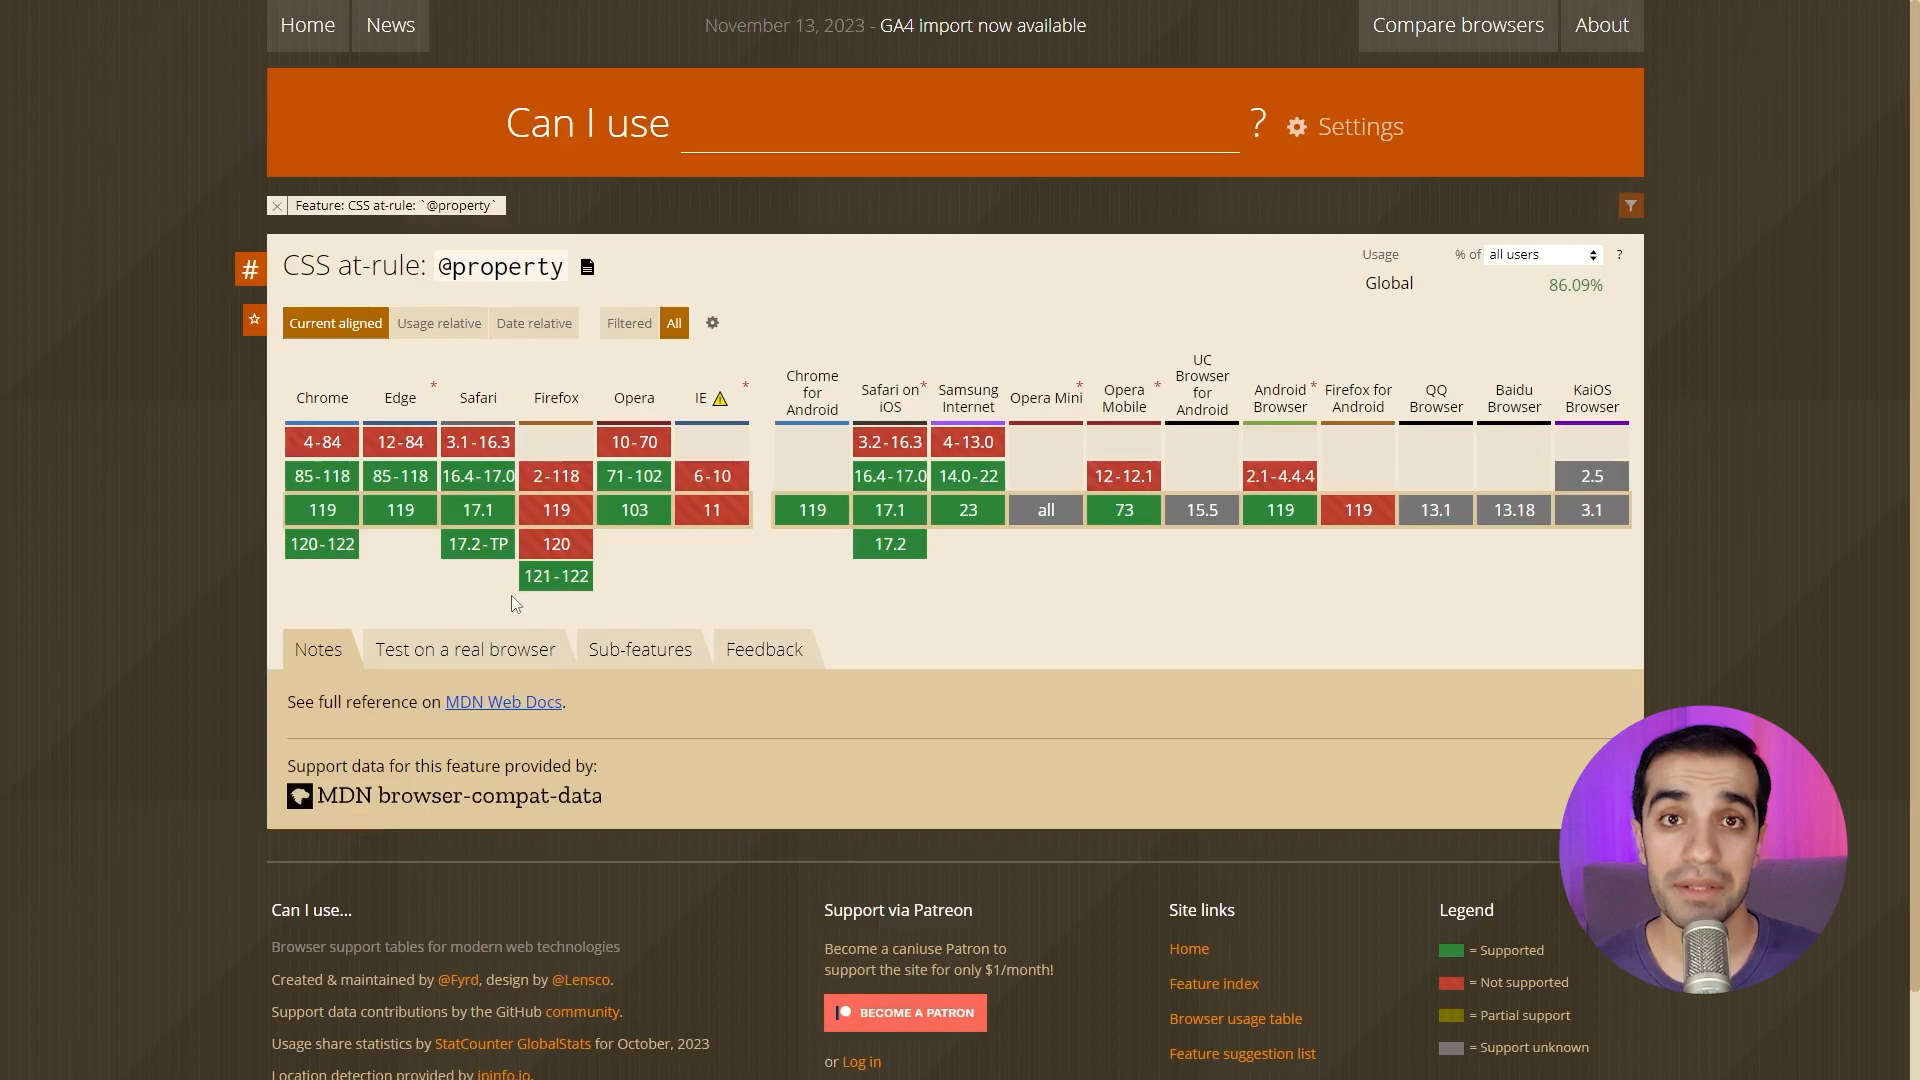 Home
News
November 13, 2023 - GA4 import now available
Compare browsers
About
Can I use
?
Settings
Feature: CSS at-rule: `@property`
#
CSS at-rule: @property
Usage
% of all users
?
Global
86.09%
Current aligned
Usage relative
Date relative
Filtered
All
Chrome
Edge
*
Safari
Firefox
Opera
IE
*
Chrome for Android
Safari on iOS
*
Samsung Internet
Opera Mini
*
Opera Mobile
*
UC Browser for Android
Android Browser
*
Firefox for Android
QQ Browser
Baidu Browser
KaiOS Browser
4-84
12-84
3.1-16.3
10-70
3.2-16.3
4-13.0
85-118
85-118
16.4-17.0
2-118
71-102
6-10
16.4-17.0
14.0-22
12-12.1
2.1-4.4.4
2.5
119
119
17.1
119
103
11
119
17.1
23
all
73
15.5
119
119
13.1
13.18
3.1
120-122
17.2-TP
120
17.2
121-122
Notes
Test on a real browser
Sub-features
Feedback
See full reference on MDN Web Docs.
Support data for this feature provided by:
MDN browser-compat-data
Can I use...
Browser support tables for modern web technologies
Created & maintained by @Fyrd, design by @Lensco.
Support data contributions by the GitHub community.
Usage share statistics by StatCounter GlobalStats for October, 2023
Location detection provided by ipinfo.io.
Support via Patreon
Become a caniuse Patron to
support the site for only $1/month!
BECOME A PATRON
or Log in
Site links
Home
Feature index
Browser usage table
Feature suggestion list
Legend
= Supported
= Not supported
= Partial support
= Support unknown